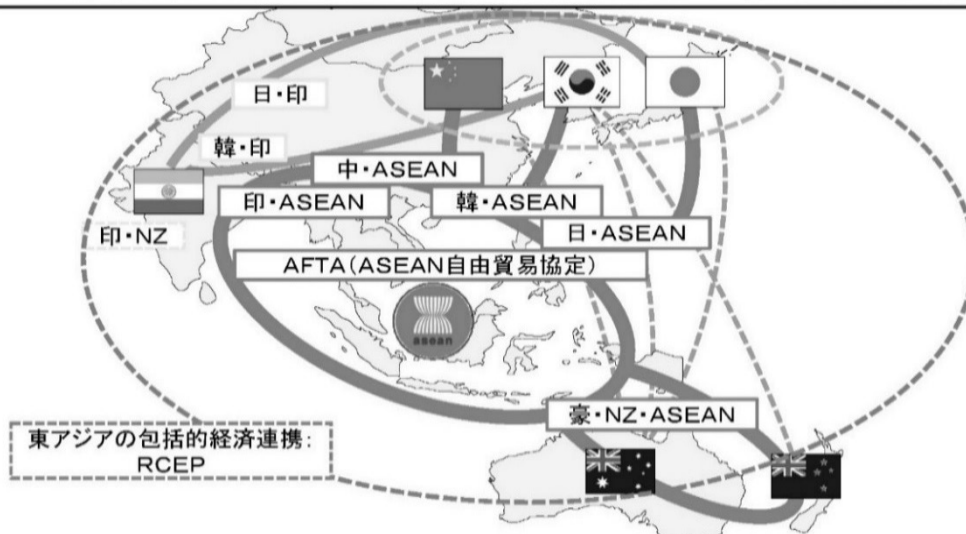 日・印
韓・印
中・ASEAN
印・ASEAN
韓・ASEAN
印・NZ
日・ASEAN
AFTA(ASEAN自由貿易協定)
asean
豪・NZ・ASEAN
東アジアの包括的経済連携:
RCEP